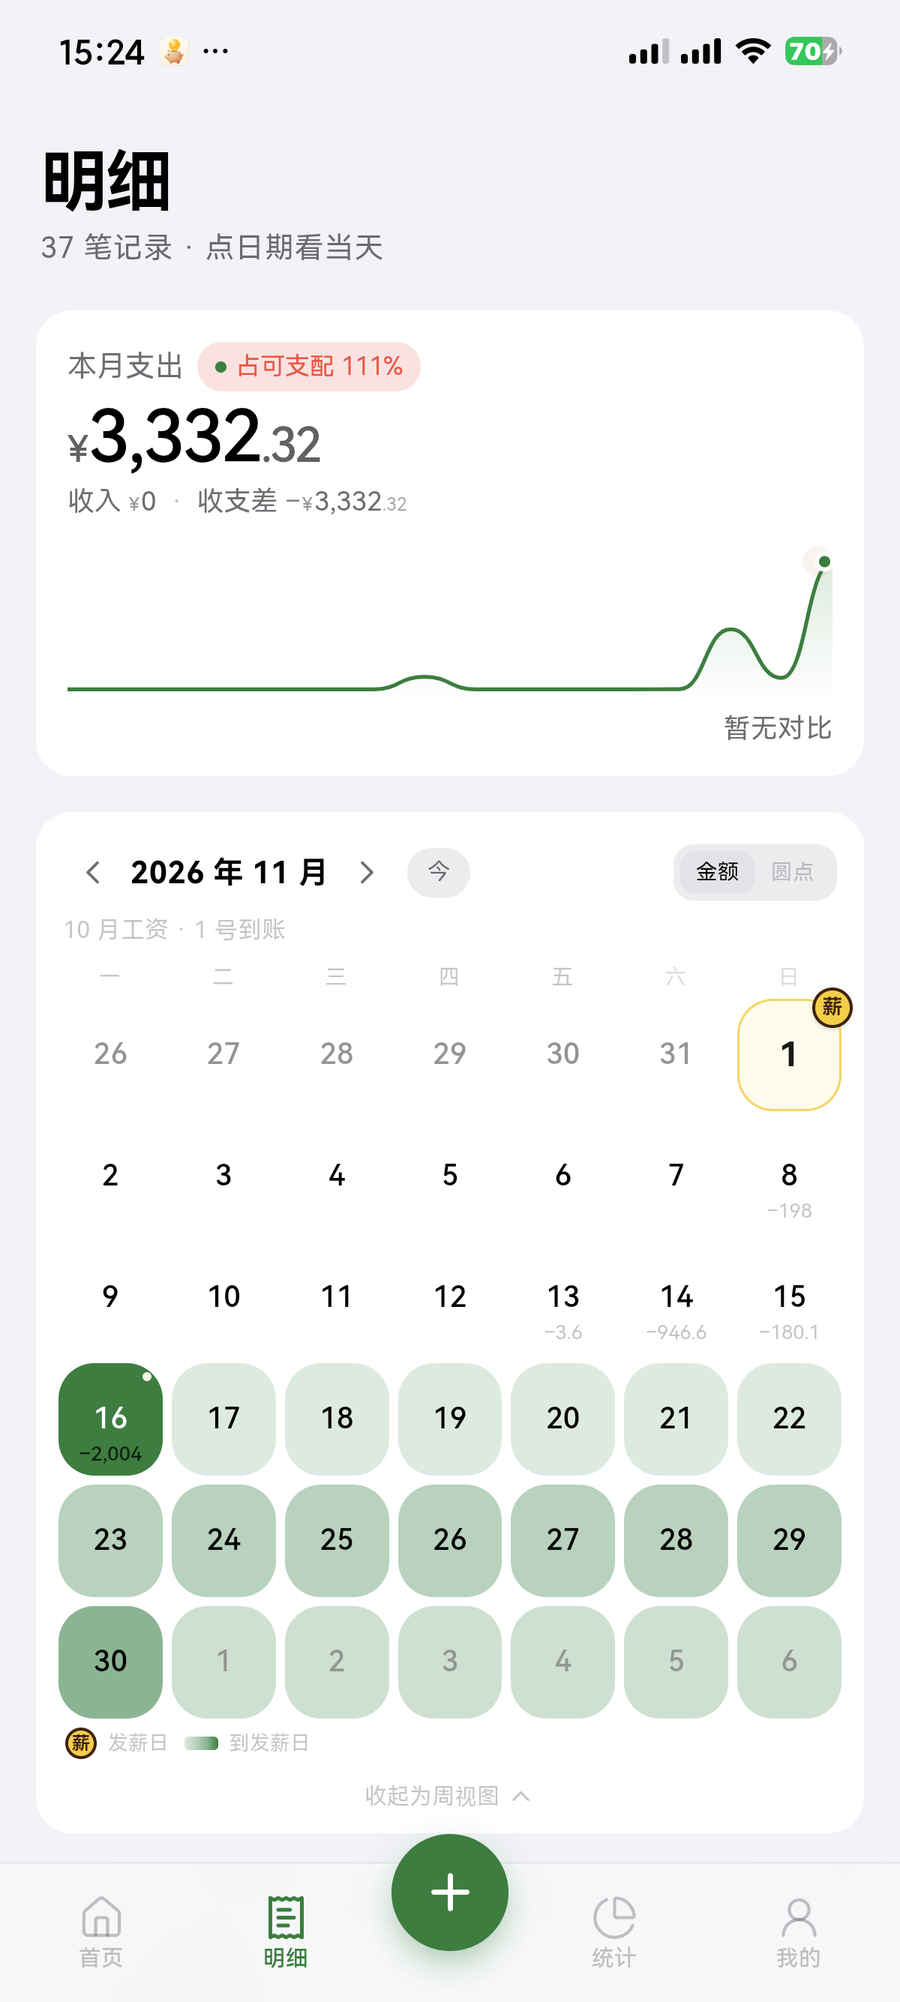 15:24 ··· 70
明细
37 笔记录 · 点日期看当天
本月支出 占可支配 111%
¥3,332.32
收入 ¥0 · 收支差 −¥3,332.32
暂无对比
2026 年 11 月 今 金额 圆点
10 月工资 · 1 号到账
一 二 三 四 五 六 日
薪
26 27 28 29 30 31 1
2 3 4 5 6 7 8
−198
9 10 11 12 13 14 15
−3.6 −946.6 −180.1
16 17 18 19 20 21 22
−2,004
23 24 25 26 27 28 29
30 1 2 3 4 5 6
薪 发薪日 到发薪日
收起为周视图
首页 明细 统计 我的